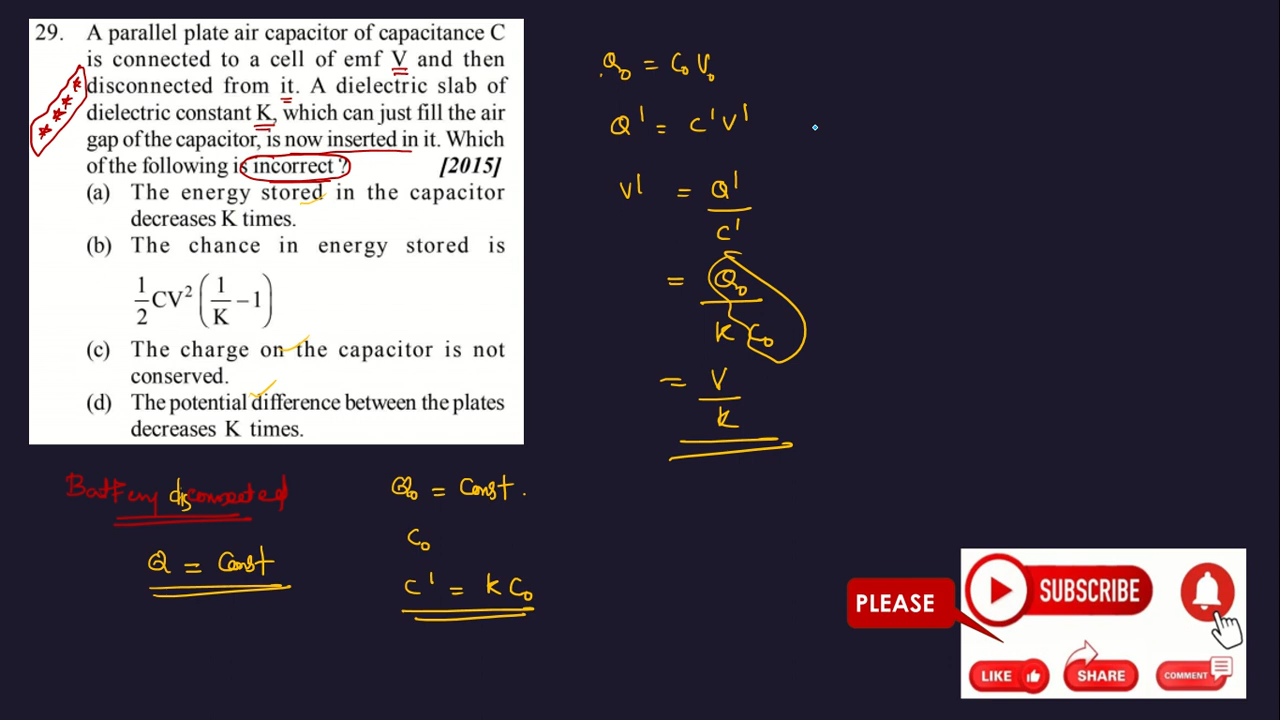 29. A parallel plate air capacitor of capacitance C
is connected to a cell of emf V and then
disconnected from it. A dielectric slab of
dielectric constant K, which can just fill the air
gap of the capacitor, is now inserted in it. Which
of the following is incorrect ? [2015]
(a) The energy stored in the capacitor
decreases K times.
(b) The chance in energy stored is
1/2 CV² (1/K − 1)
(c) The charge on the capacitor is not
conserved.
(d) The potential difference between the plates
decreases K times.
Battery disconnected
Q = Const
Q₀ = Const.
C₀
C' = K C₀
Q₀ = C₀ V₀
Q' = C'V'
V' = Q'/C'
= Q₀/K C₀
= V/K
PLEASE
SUBSCRIBE
LIKE
SHARE
COMMENT